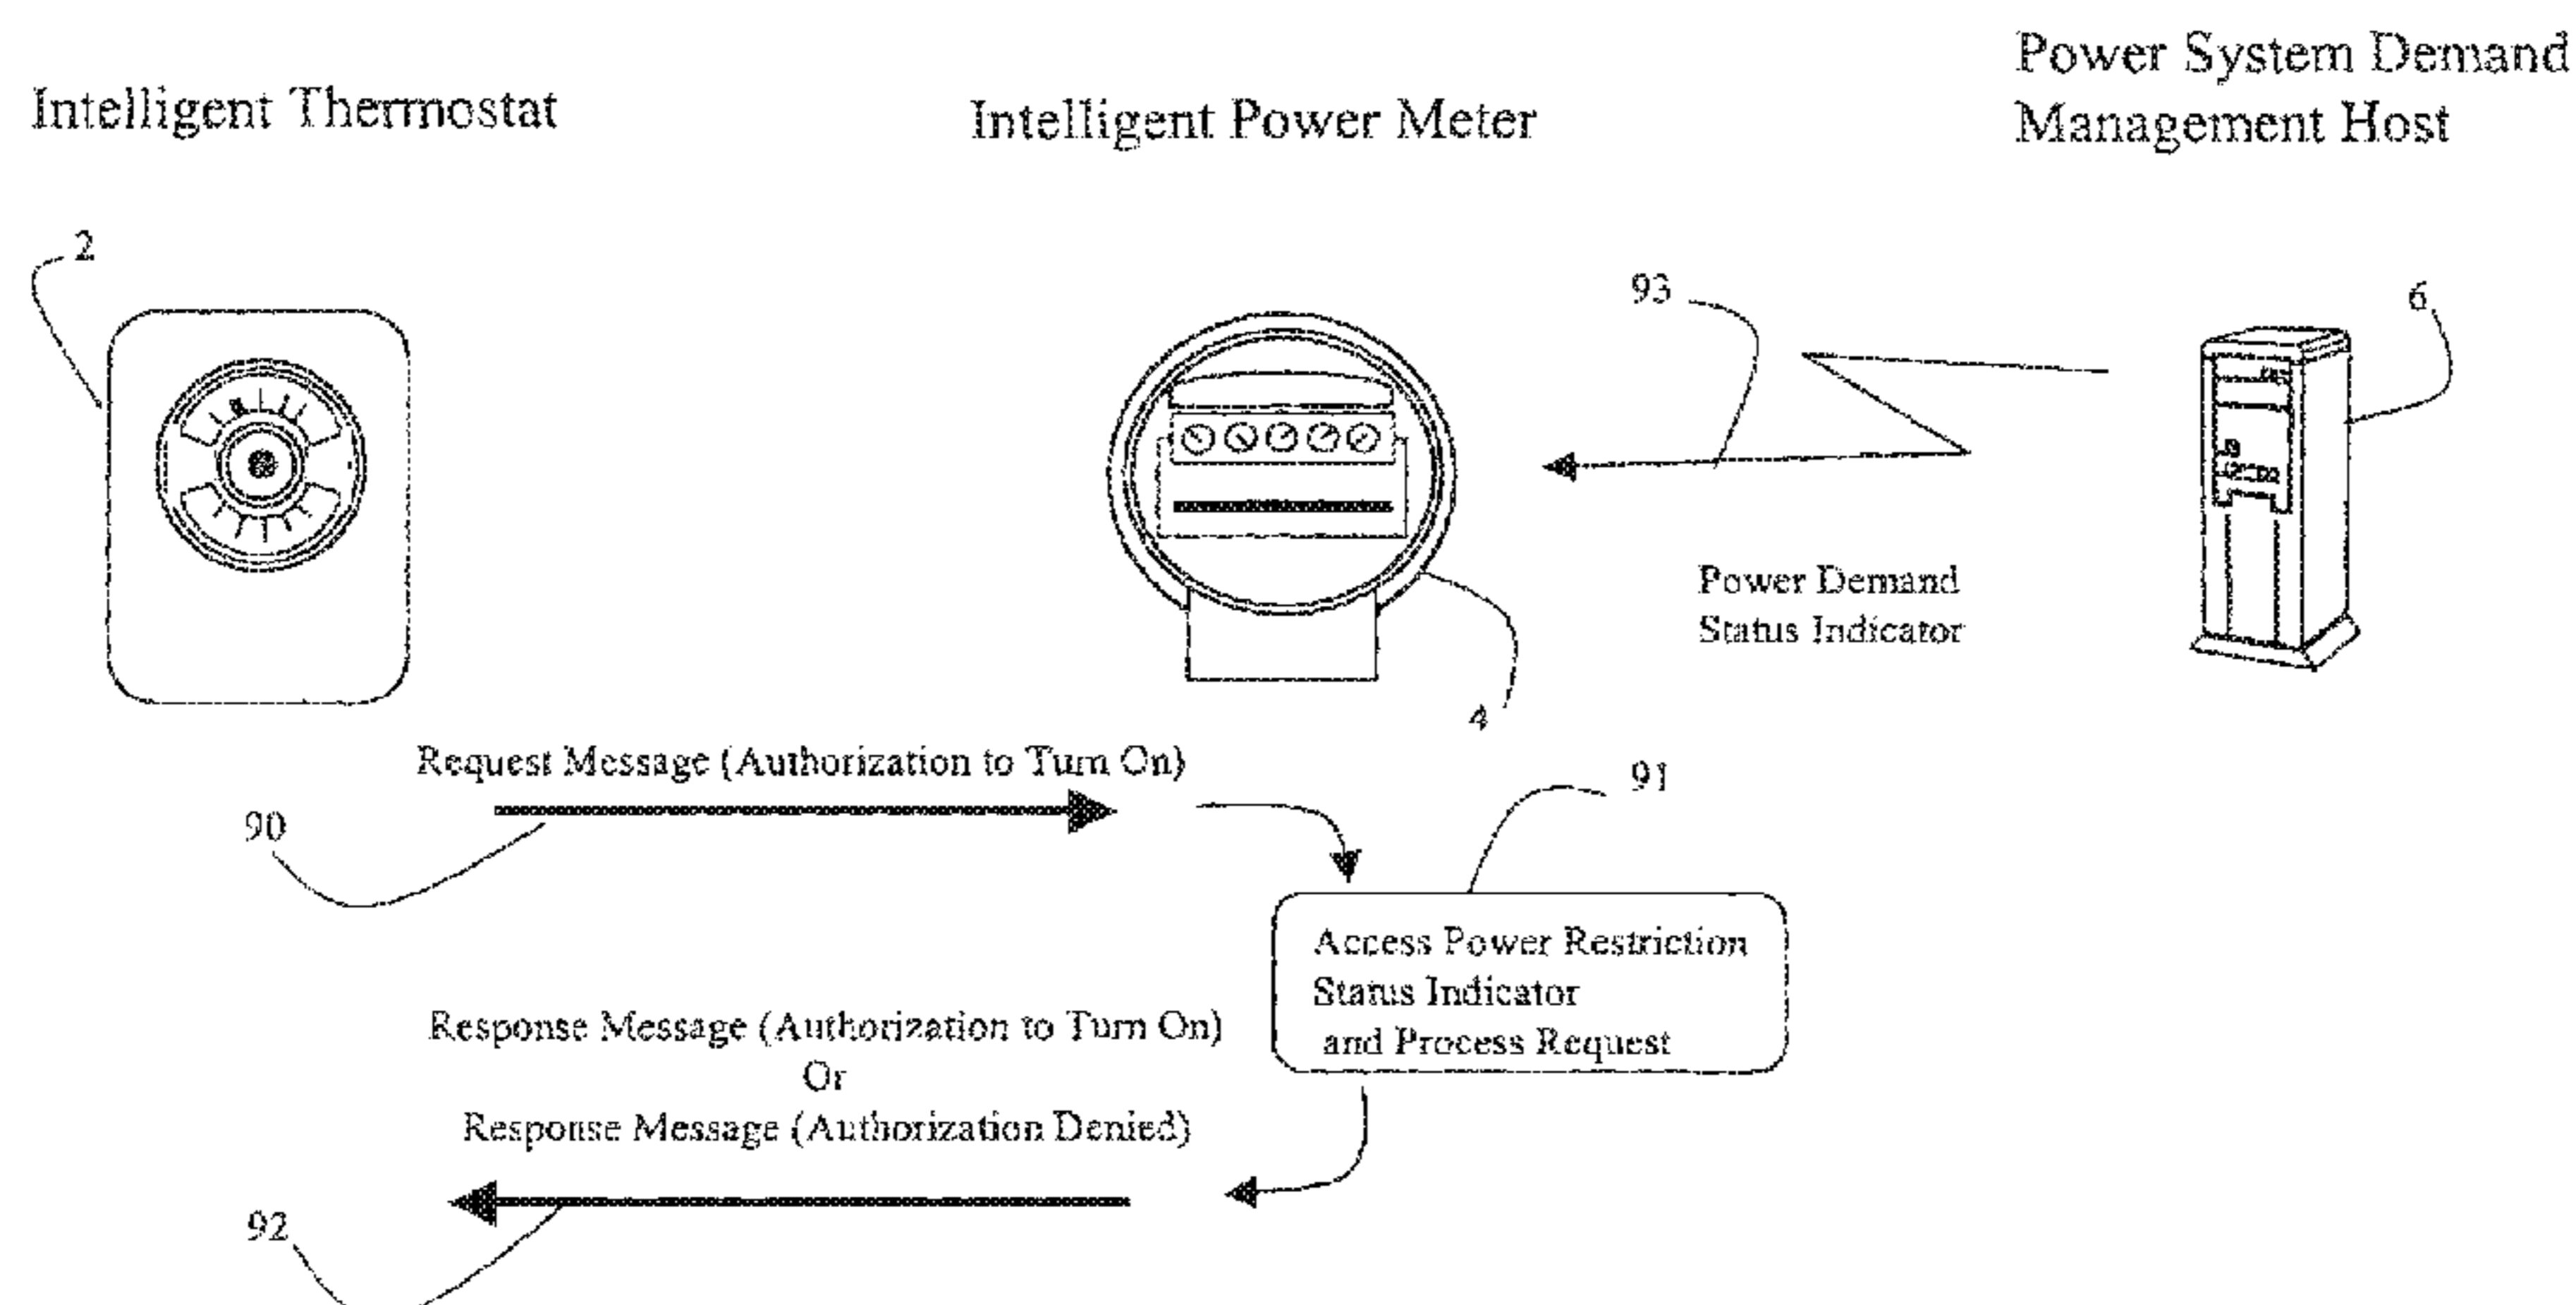 Power System Demand
Management Host
Intelligent Thermostat
Intelligent Power Meter
2
93
6
Power Demand
Status Indicator
4
Request Message (Authorization to Turn On)
91
90
Access Power Restriction
Status Indicator
and Process Request
Response Message (Authorization to Turn On)
Or
Response Message (Authorization Denied)
92